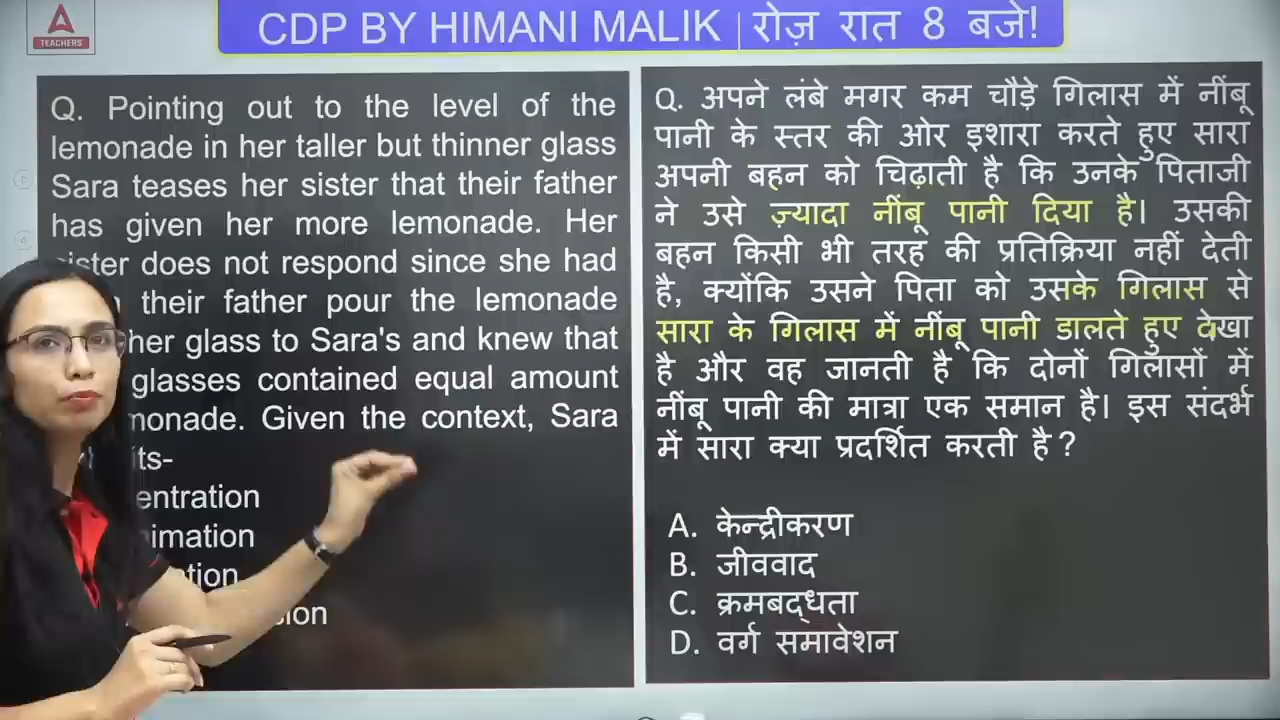 A
TEACHERS
CDP BY HIMANI MALIK | रोज़ रात 8 बजे!
Q. Pointing out to the level of the
lemonade in her taller but thinner glass
Sara teases her sister that their father
has given her more lemonade. Her
sister does not respond since she had
their father pour the lemonade
her glass to Sara's and knew that
glasses contained equal amount
monade. Given the context, Sara
its-
entration
imation
ation
sion
Q. अपने लंबे मगर कम चौड़े गिलास में नींबू
पानी के स्तर की ओर इशारा करते हुए सारा
अपनी बहन को चिढ़ाती है कि उनके पिताजी
ने उसे ज़्यादा नींबू पानी दिया है। उसकी
बहन किसी भी तरह की प्रतिक्रिया नहीं देती
है, क्योंकि उसने पिता को उसके गिलास से
सारा के गिलास में नींबू पानी डालते हुए देखा
है और वह जानती है कि दोनों गिलासों में
नींबू पानी की मात्रा एक समान है। इस संदर्भ
में सारा क्या प्रदर्शित करती है ?
A. केन्द्रीकरण
B. जीववाद
C. क्रमबद्धता
D. वर्ग समावेशन